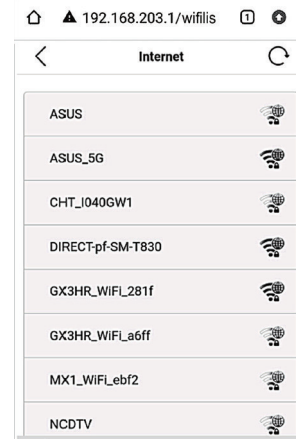 192.168.203.1/wifilis 1
Internet
ASUS
ASUS_5G
CHT_I040GW1
DIRECT-pf-SM-T830
GX3HR_WiFi_281f
GX3HR_WiFi_a6ff
MX1_WiFi_ebf2
NCDTV